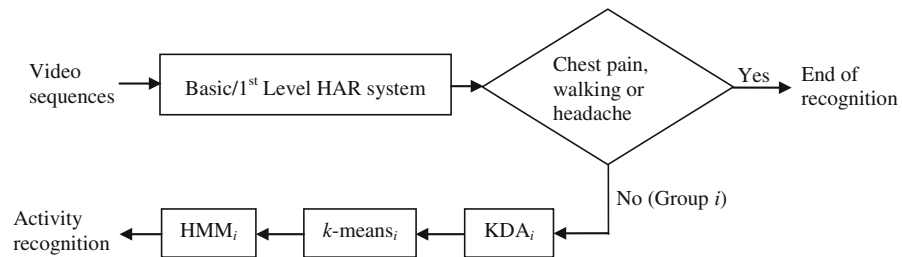 Video
sequences
Basic/1st Level HAR system
Chest pain,
walking or
headache
Yes
End of
recognition
No (Group i)
Activity
recognition
HMMi
k-meansi
KDAi